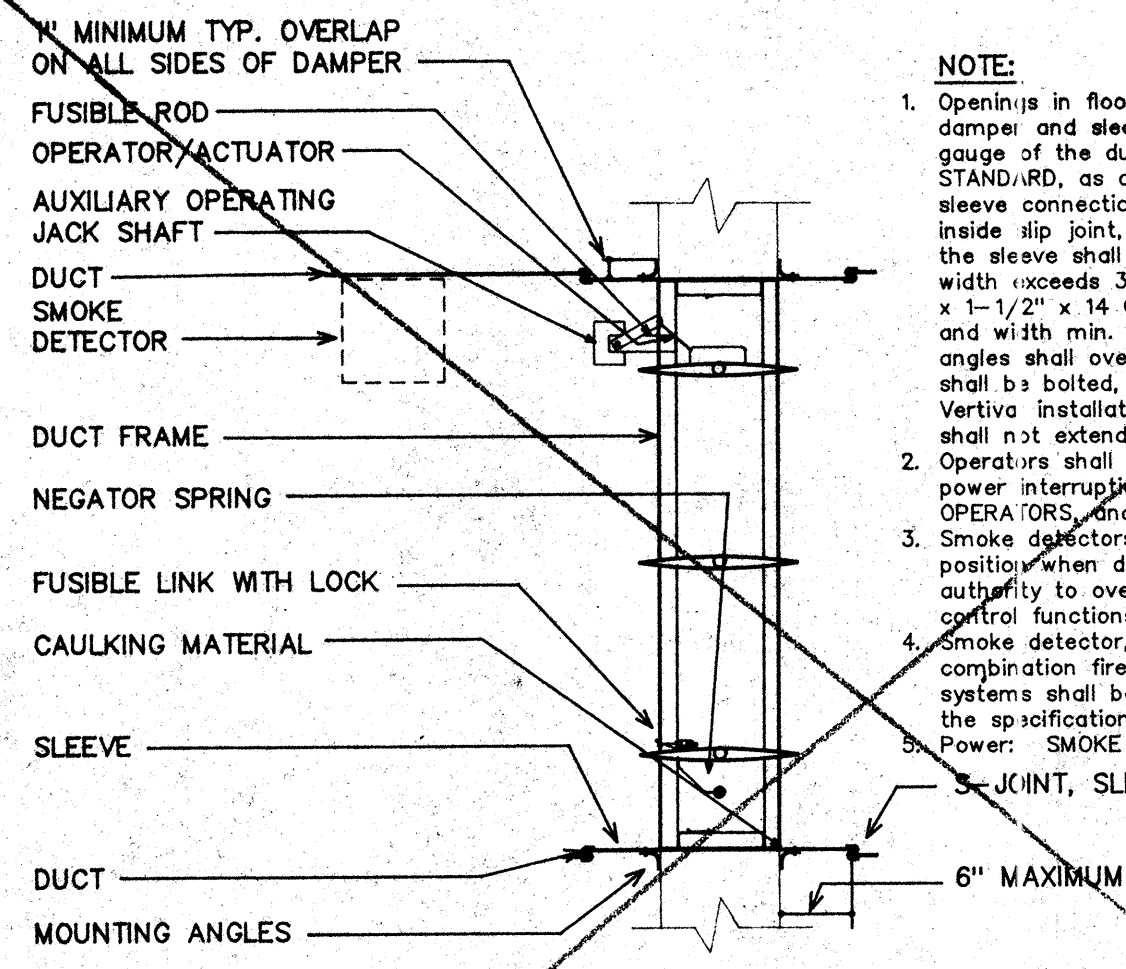 1" MINIMUM TYP. OVERLAP
ON ALL SIDES OF DAMPER
FUSIBLE ROD
OPERATOR/ACTUATOR
AUXILIARY OPERATING
JACK SHAFT
DUCT
SMOKE
DETECTOR
DUCT FRAME
NEGATOR SPRING
FUSIBLE LINK WITH LOCK
CAULKING MATERIAL
SLEEVE
DUCT
MOUNTING ANGLES
NOTE:
1. Openings in floo
damper and slee
gauge of the du
STANDARD, as
sleeve connectio
inside slip joint,
the sleeve shall
width exceeds 3
x 1-1/2" x 14
and width min.
angles shall ove
shall be bolted,
Vertiva installat
shall not extend
2. Operators shall
power interruptio
OPERATORS, and
3. Smoke detectors
position when d
authority to ove
control functions
4. Smoke detector,
combination fire
systems shall be
the specification
5. Power: SMOKE
S-JOINT, SLI
6" MAXIMUM